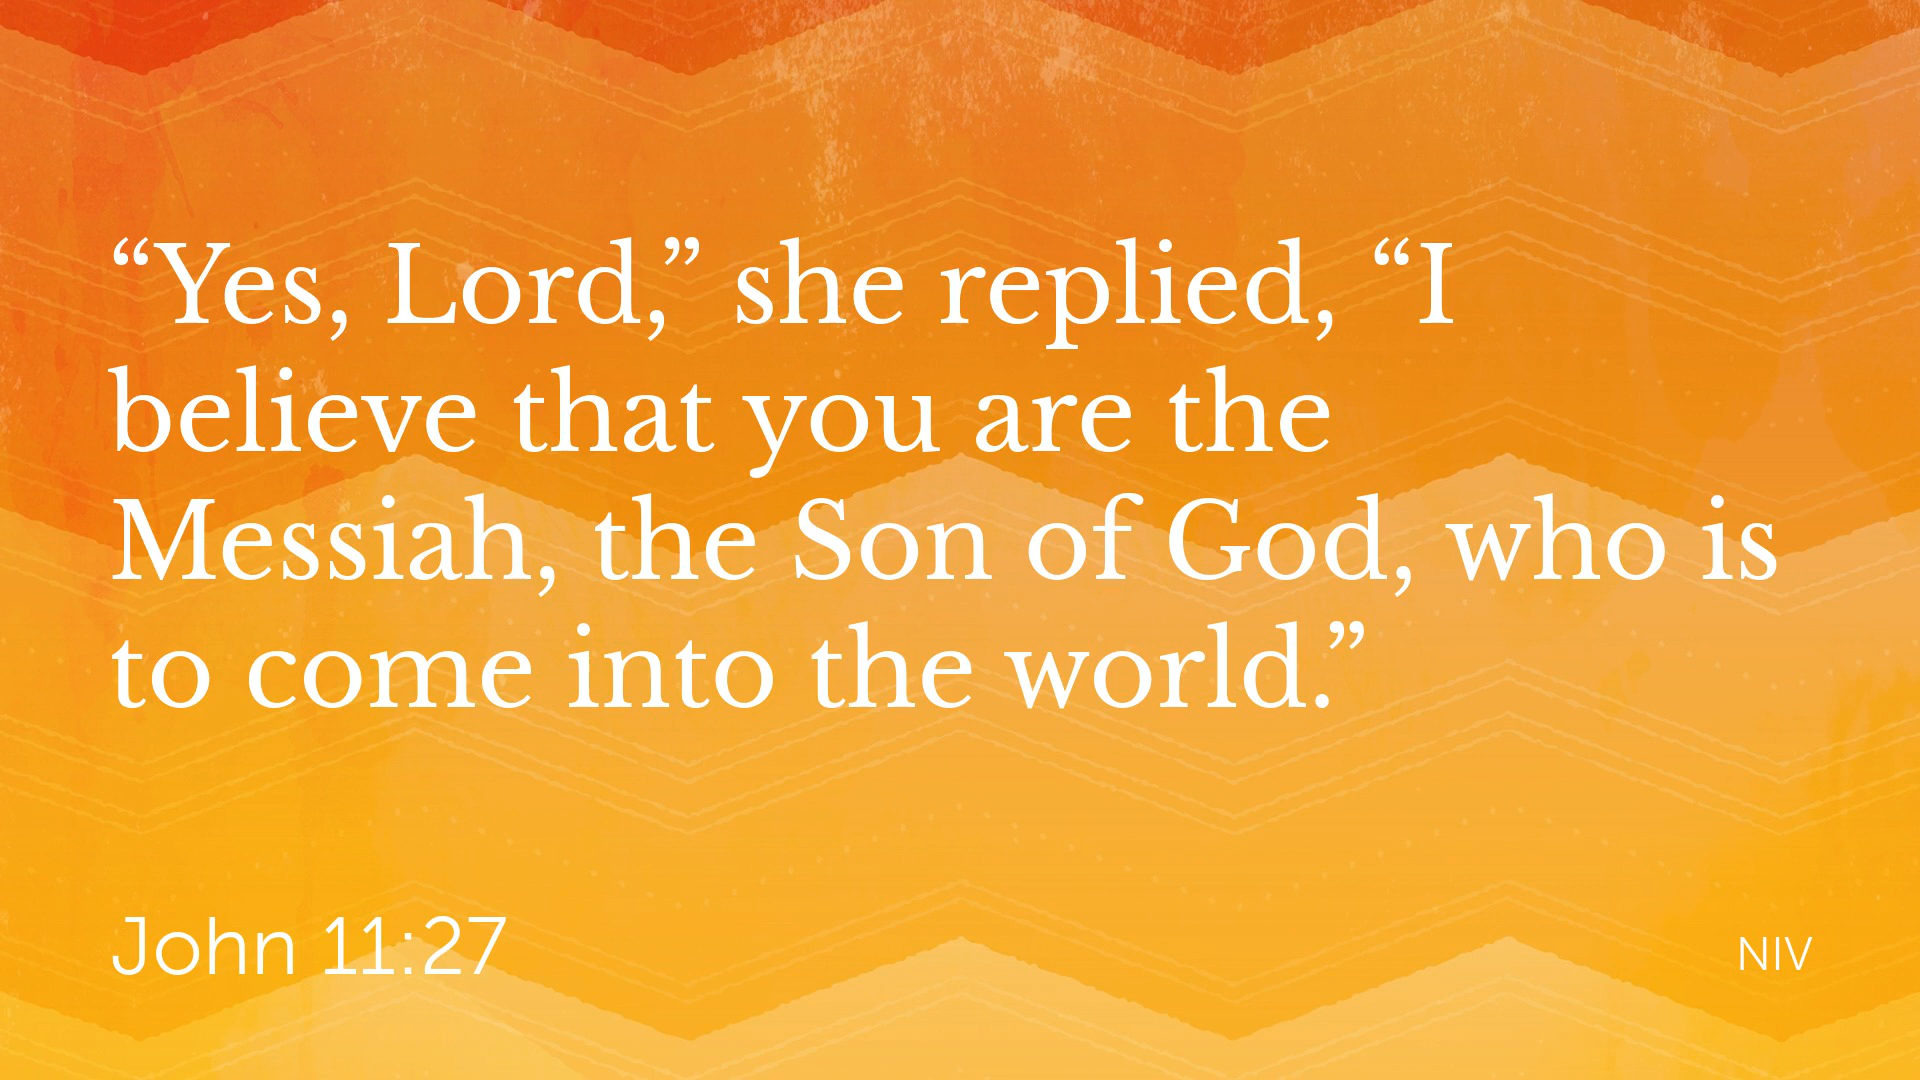 “Yes, Lord,” she replied, “I
believe that you are the
Messiah, the Son of God, who is
to come into the world.”
John 11:27
NIV